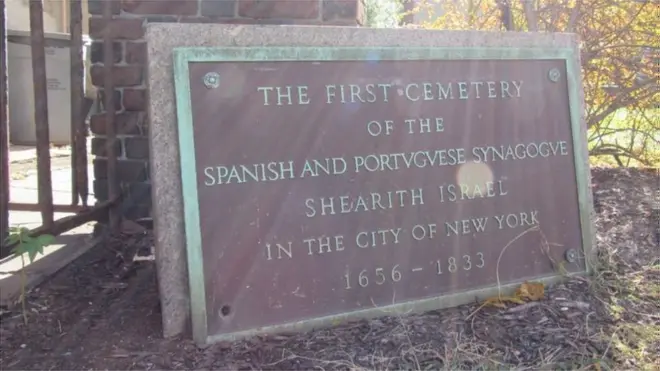 THE FIRST CEMETERY
OF THE
SPANISH AND PORTVGVESE SYNAGOGVE
SHEARITH ISRAEL
IN THE CITY OF NEW YORK
1656 – 1833